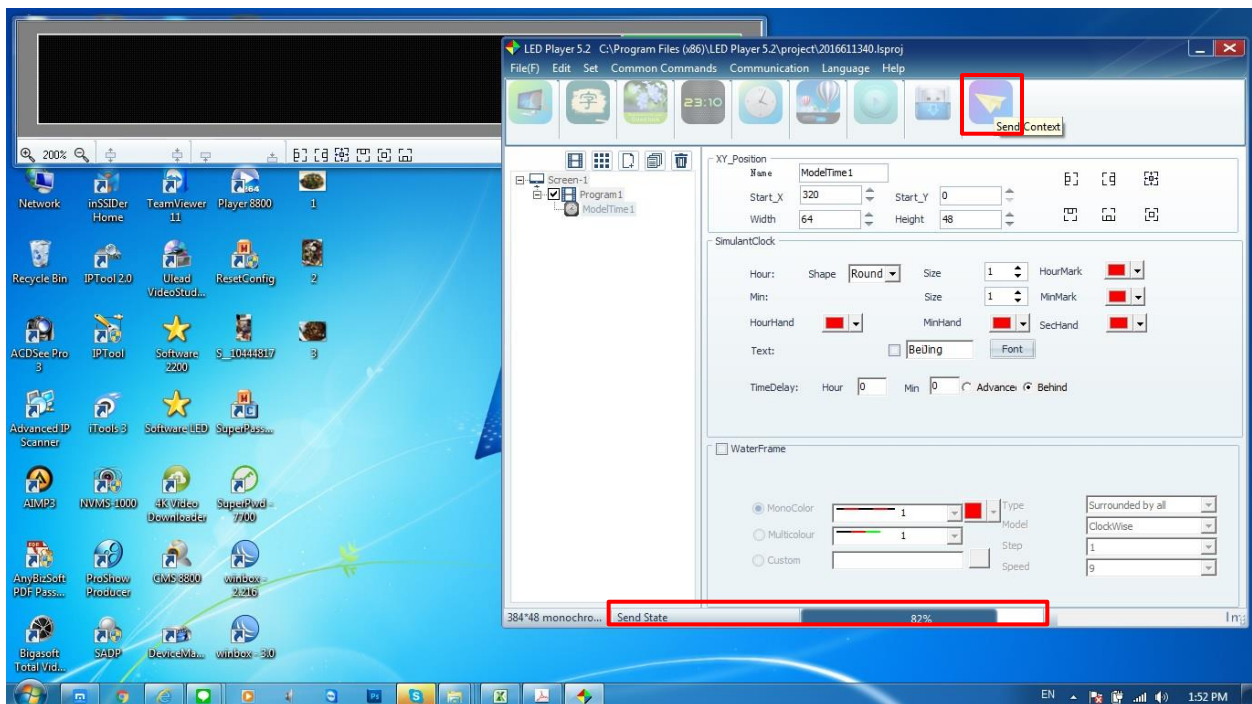 LED Player 5.2 C:\Program Files (x86)\LED Player 5.2\project\2016611340.lsproj
File(F) Edit Set Common Commands Communication Language Help
字
23:10
Send Context
200%
Screen-1
Program1
ModelTime1
XY_Position
Name ModelTime1
Start_X 320 Start_Y 0
Width 64 Height 48
SimulantClock
Hour: Shape Round Size 1 HourMark
Min: Size 1 MinMark
HourHand MinHand SecHand
Text: BeiJing Font
TimeDelay: Hour 0 Min 0 Advance Behind
WaterFrame
MonoColor 1 Type Surrounded by all
Multicolour 1 Model ClockWise
Custom Step 1
Speed 9
384*48 monochro... Send State 82%
Network inSSIDer Home TeamViewer 11 Player 8800 1
Recycle Bin IPTool 2.0 Ulead VideoStud... ResetConfig 2
ACDSee Pro 3 IPTool Software 2200 S_10444817 3
Advanced IP Scanner iTools 3 Software LED SuperPass...
AIMP3 NVMS-1000 4K Video Downloader SuperPwd - 7700
AnyBizSoft PDF Pass... ProShow Producer GMS 8800 winbox - 2.216
Bigasoft Total Vid... SADP DeviceMa... winbox - 3.0
EN 1:52 PM